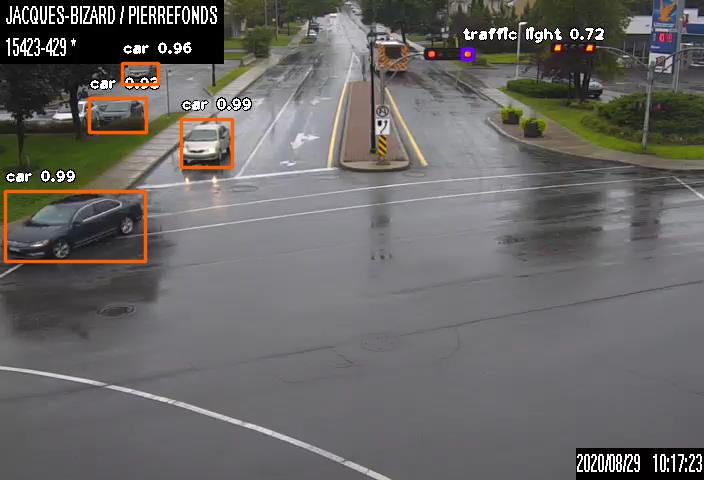 JACQUES-BIZARD / PIERREFONDS
15423-429 *
car 0.96
traffic light 0.72
car 0.93
car 0.99
car 0.99
2020/08/29 10:17:23